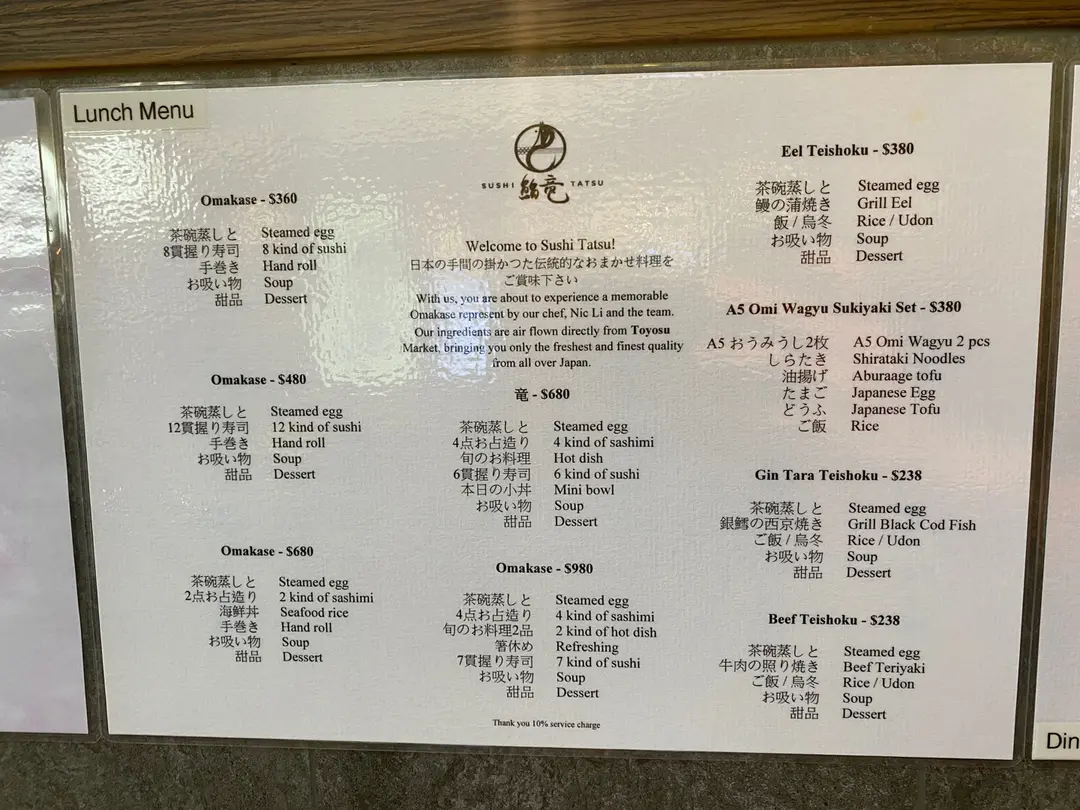 Lunch Menu
Omakase - $360
茶碗蒸しと Steamed egg
8貫握り寿司 8 kind of sushi
手巻き Hand roll
お吸い物 Soup
甜品 Dessert
Omakase - $480
茶碗蒸しと Steamed egg
12貫握り寿司 12 kind of sushi
手巻き Hand roll
お吸い物 Soup
甜品 Dessert
Omakase - $680
茶碗蒸しと Steamed egg
2点お占造り 2 kind of sashimi
海鮮丼 Seafood rice
手巻き Hand roll
お吸い物 Soup
甜品 Dessert
SUSHI 鮨竜 TATSU
Welcome to Sushi Tatsu!
日本の手間の掛かつた伝統的なおまかせ料理を
ご賞味下さい
With us, you are about to experience a memorable
Omakase represent by our chef, Nic Li and the team.
Our ingredients are air flown directly from Toyosu
Market, bringing you only the freshest and finest quality
from all over Japan.
竜 - $680
茶碗蒸しと Steamed egg
4点お占造り 4 kind of sashimi
旬のお料理 Hot dish
6貫握り寿司 6 kind of sushi
本日の小丼 Mini bowl
お吸い物 Soup
甜品 Dessert
Omakase - $980
茶碗蒸しと Steamed egg
4点お占造り 4 kind of sashimi
旬のお料理2品 2 kind of hot dish
箸休め Refreshing
7貫握り寿司 7 kind of sushi
お吸い物 Soup
甜品 Dessert
Thank you 10% service charge
Eel Teishoku - $380
茶碗蒸しと Steamed egg
鰻の蒲焼き Grill Eel
飯 /烏冬 Rice / Udon
お吸い物 Soup
甜品 Dessert
A5 Omi Wagyu Sukiyaki Set - $380
A5 おうみうし2枚 A5 Omi Wagyu 2 pcs
しらたき Shirataki Noodles
油揚げ Aburaage tofu
たまご Japanese Egg
どうふ Japanese Tofu
ご飯 Rice
Gin Tara Teishoku - $238
茶碗蒸しと Steamed egg
銀鱈の西京焼き Grill Black Cod Fish
ご飯 / 烏冬 Rice / Udon
お吸い物 Soup
甜品 Dessert
Beef Teishoku - $238
茶碗蒸しと Steamed egg
牛肉の照り焼き Beef Teriyaki
ご飯 / 烏冬 Rice / Udon
お吸い物 Soup
甜品 Dessert
Din